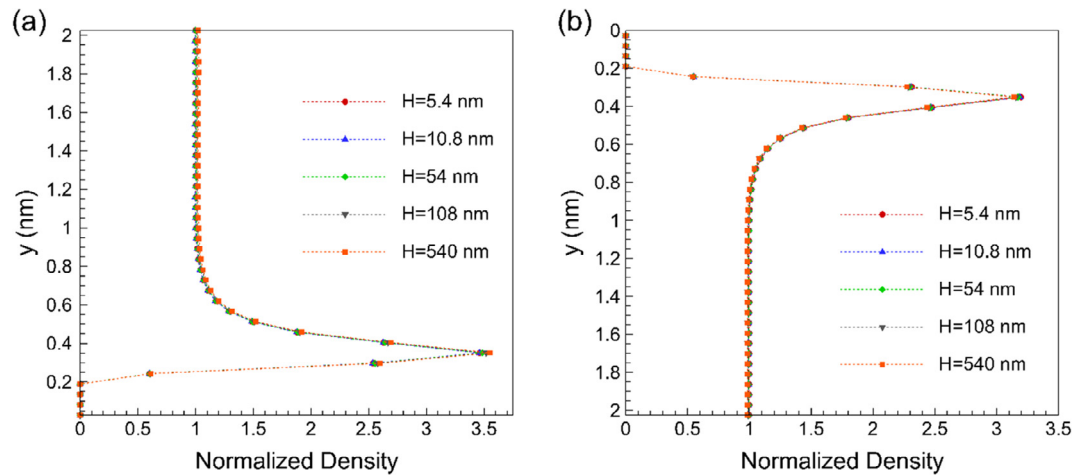 (a)
2
1.8
1.6
1.4
1.2
1
0.8
0.6
0.4
0.2
y (nm)
H=5.4 nm
H=10.8 nm
H=54 nm
H=108 nm
H=540 nm
0 0.5 1 1.5 2 2.5 3 3.5
Normalized Density
(b)
0
0.2
0.4
0.6
0.8
1
1.2
1.4
1.6
1.8
2
y (nm)
H=5.4 nm
H=10.8 nm
H=54 nm
H=108 nm
H=540 nm
0 0.5 1 1.5 2 2.5 3 3.5
Normalized Density